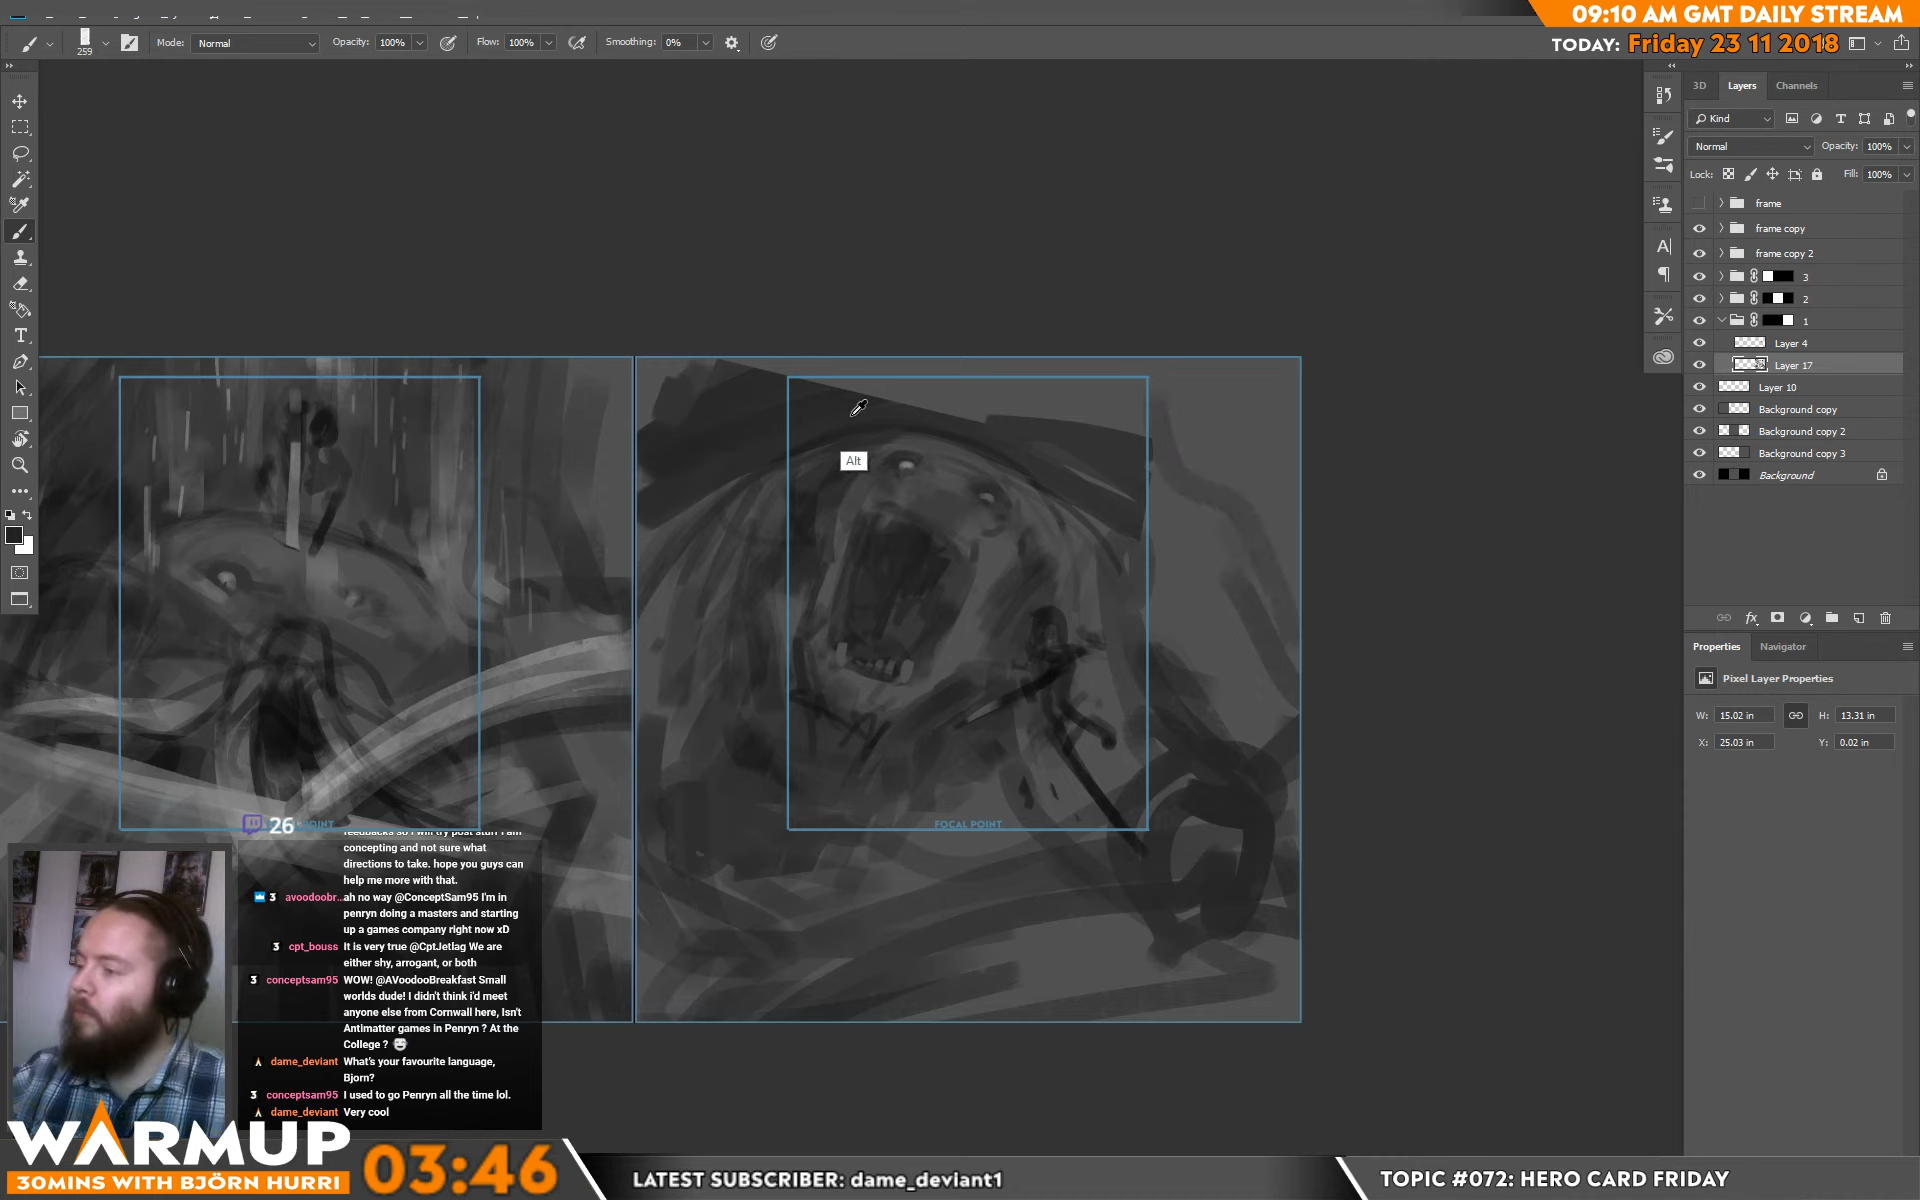 09:10 AM GMT DAILY STREAM
TODAY: Friday 23 11 2018
259
Mode: Normal
Opacity: 100%
Flow: 100%
Smoothing: 0%
3D Layers Channels
Kind
Normal
Opacity: 100%
Lock:
Fill: 100%
frame
frame copy
frame copy 2
3
2
1
Layer 4
Layer 17
Layer 10
Background copy
Background copy 2
Background copy 3
Background
Properties Navigator
Pixel Layer Properties
W: 15.02 in H: 13.31 in
X: 25.03 in Y: 0.02 in
Alt
FOCAL POINT
26
concepting and not sure what
directions to take. hope you guys can
help me more with that.
3 avoodoobr... ah no way @ConceptSam95 I'm in
penryn doing a masters and starting
up a games company right now xD
3 cpt_bouss It is very true @CptJetlag We are
either shy, arrogant, or both
3 conceptsam95 WOW! @AVoodooBreakfast Small
worlds dude! I didn't think i'd meet
anyone else from Cornwall here, Isn't
Antimatter games in Penryn ? At the
College ?
dame_deviant What's your favourite language,
Bjorn?
3 conceptsam95 I used to go Penryn all the time lol.
dame_deviant Very cool
WARMUP
30MINS WITH BJÖRN HURRI
03:46
LATEST SUBSCRIBER: dame_deviant1
TOPIC #072: HERO CARD FRIDAY